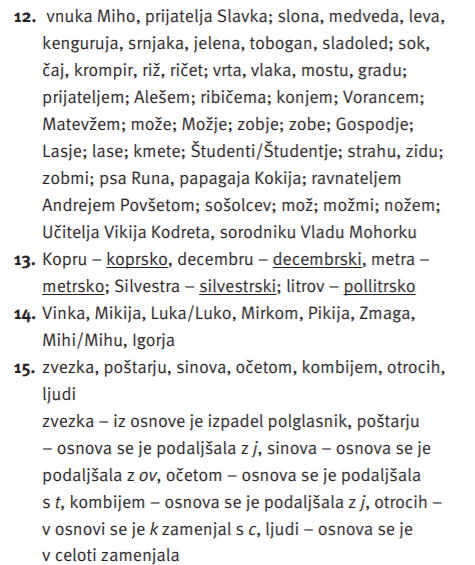 12. vnuka Miho, prijatelja Slavka; slona, medveda, leva,
kenguruja, srnjaka, jelena, tobogan, sladoled; sok,
čaj, krompir, riž, ričet; vrta, vlaka, mostu, gradu;
prijateljem; Alešem; ribičema; konjem; Vorancem;
Matevžem; može; Možje; zobje; zobe; Gospodje;
Lasje; lase; kmete; Študenti/Študentje; strahu, zidu;
zobmi; psa Runa, papagaja Kokija; ravnateljem
Andrejem Povšetom; sošolcev; mož; možmi; nožem;
Učitelja Vikija Kodreta, sorodniku Vladu Mohorku
13. Kopru – koprsko, decembru – decembrski, metra –
metrsko; Silvestra – silvestrski; litrov – pollitrsko
14. Vinka, Mikija, Luka/Luko, Mirkom, Pikija, Zmaga,
Mihi/Mihu, Igorja
15. zvezka, poštarju, sinova, očetom, kombijem, otrocih,
ljudi
zvezka – iz osnove je izpadel polglasnik, poštarju
– osnova se je podaljšala z j, sinova – osnova se je
podaljšala z ov, očetom – osnova se je podaljšala
s t, kombijem – osnova se je podaljšala z j, otrocih –
v osnovi se je k zamenjal s c, ljudi – osnova se je
v celoti zamenjala